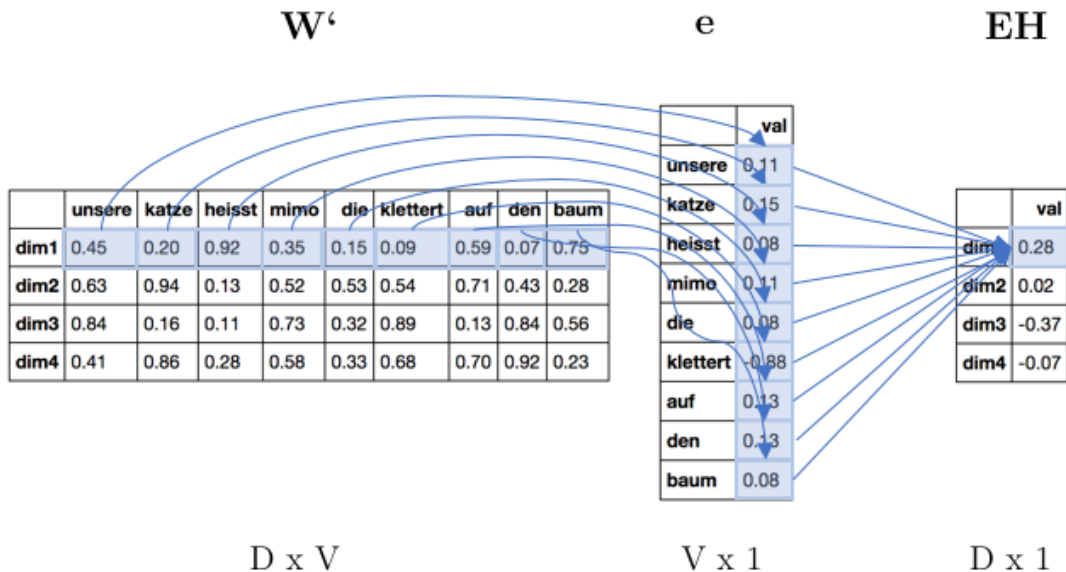 W‘ e EH
val
unsere 0.11
katze 0.15
heisst 0.08
mimo 0.11
die 0.08
klettert -0.88
auf 0.13
den 0.13
baum 0.08
unsere katze heisst mimo die klettert auf den baum
dim1 0.45 0.20 0.92 0.35 0.15 0.09 0.59 0.07 0.75
dim2 0.63 0.94 0.13 0.52 0.53 0.54 0.71 0.43 0.28
dim3 0.84 0.16 0.11 0.73 0.32 0.89 0.13 0.84 0.56
dim4 0.41 0.86 0.28 0.58 0.33 0.68 0.70 0.92 0.23
val
dim1 0.28
dim2 0.02
dim3 -0.37
dim4 -0.07
D x V V x 1 D x 1